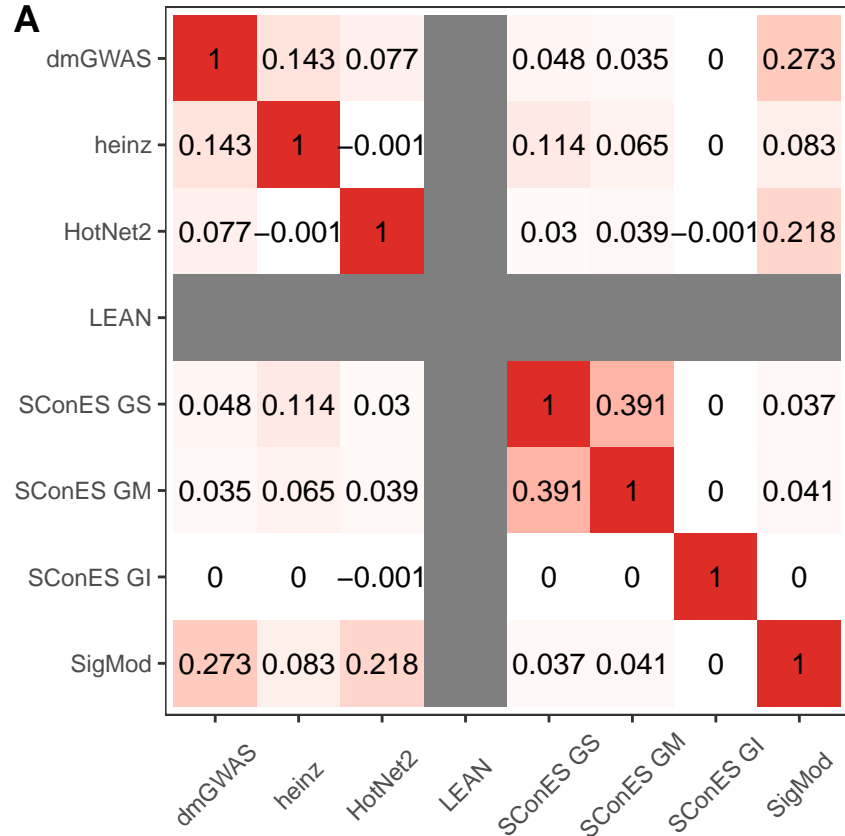 A
dmGWAS 1 0.143 0.077 0.048 0.035 0 0.273
heinz 0.143 1 −0.001 0.114 0.065 0 0.083
HotNet2 0.077 −0.001 1 0.03 0.039 −0.001 0.218
LEAN
SConES GS 0.048 0.114 0.03 1 0.391 0 0.037
SConES GM 0.035 0.065 0.039 0.391 1 0 0.041
SConES GI 0 0 −0.001 0 0 1 0
SigMod 0.273 0.083 0.218 0.037 0.041 0 1
dmGWAS heinz HotNet2 LEAN SConES GS SConES GM SConES GI SigMod